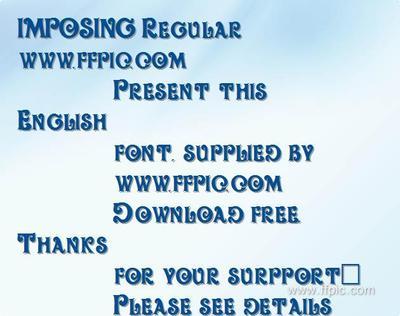 IMPOSING REGULAR
WWW.FFPIC.COM
PRESENT THIS
ENGLISH
FONT. SUPPLIED BY
WWW.FFPIC.COM
DOWNLOAD FREE
THANKS
FOR YOUR SURPPORT□
www.ffpic.com
PLEASE SEE DETAILS